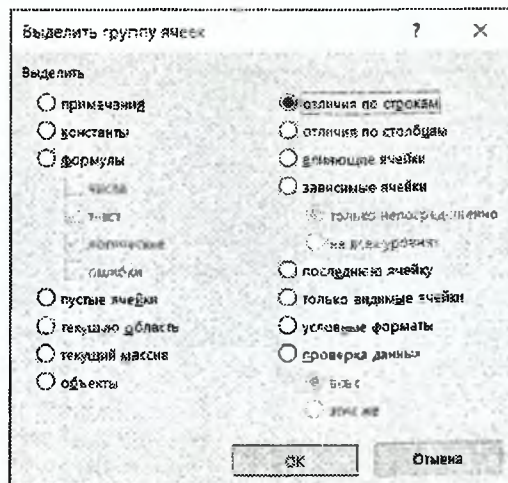 Выделить группу ячеек ? ×
Выделить
примечания
константы
формулы
числа
текст
логические
ошибки
пустые ячейки
текущую область
текущий массив
объекты
отличия по строкам
отличия по столбцам
влияющие ячейки
зависимые ячейки
только непосредственно
на всех уровнях
последнюю ячейку
только видимые ячейки
условные форматы
проверка данных
всех
этих же
OK
Отмена